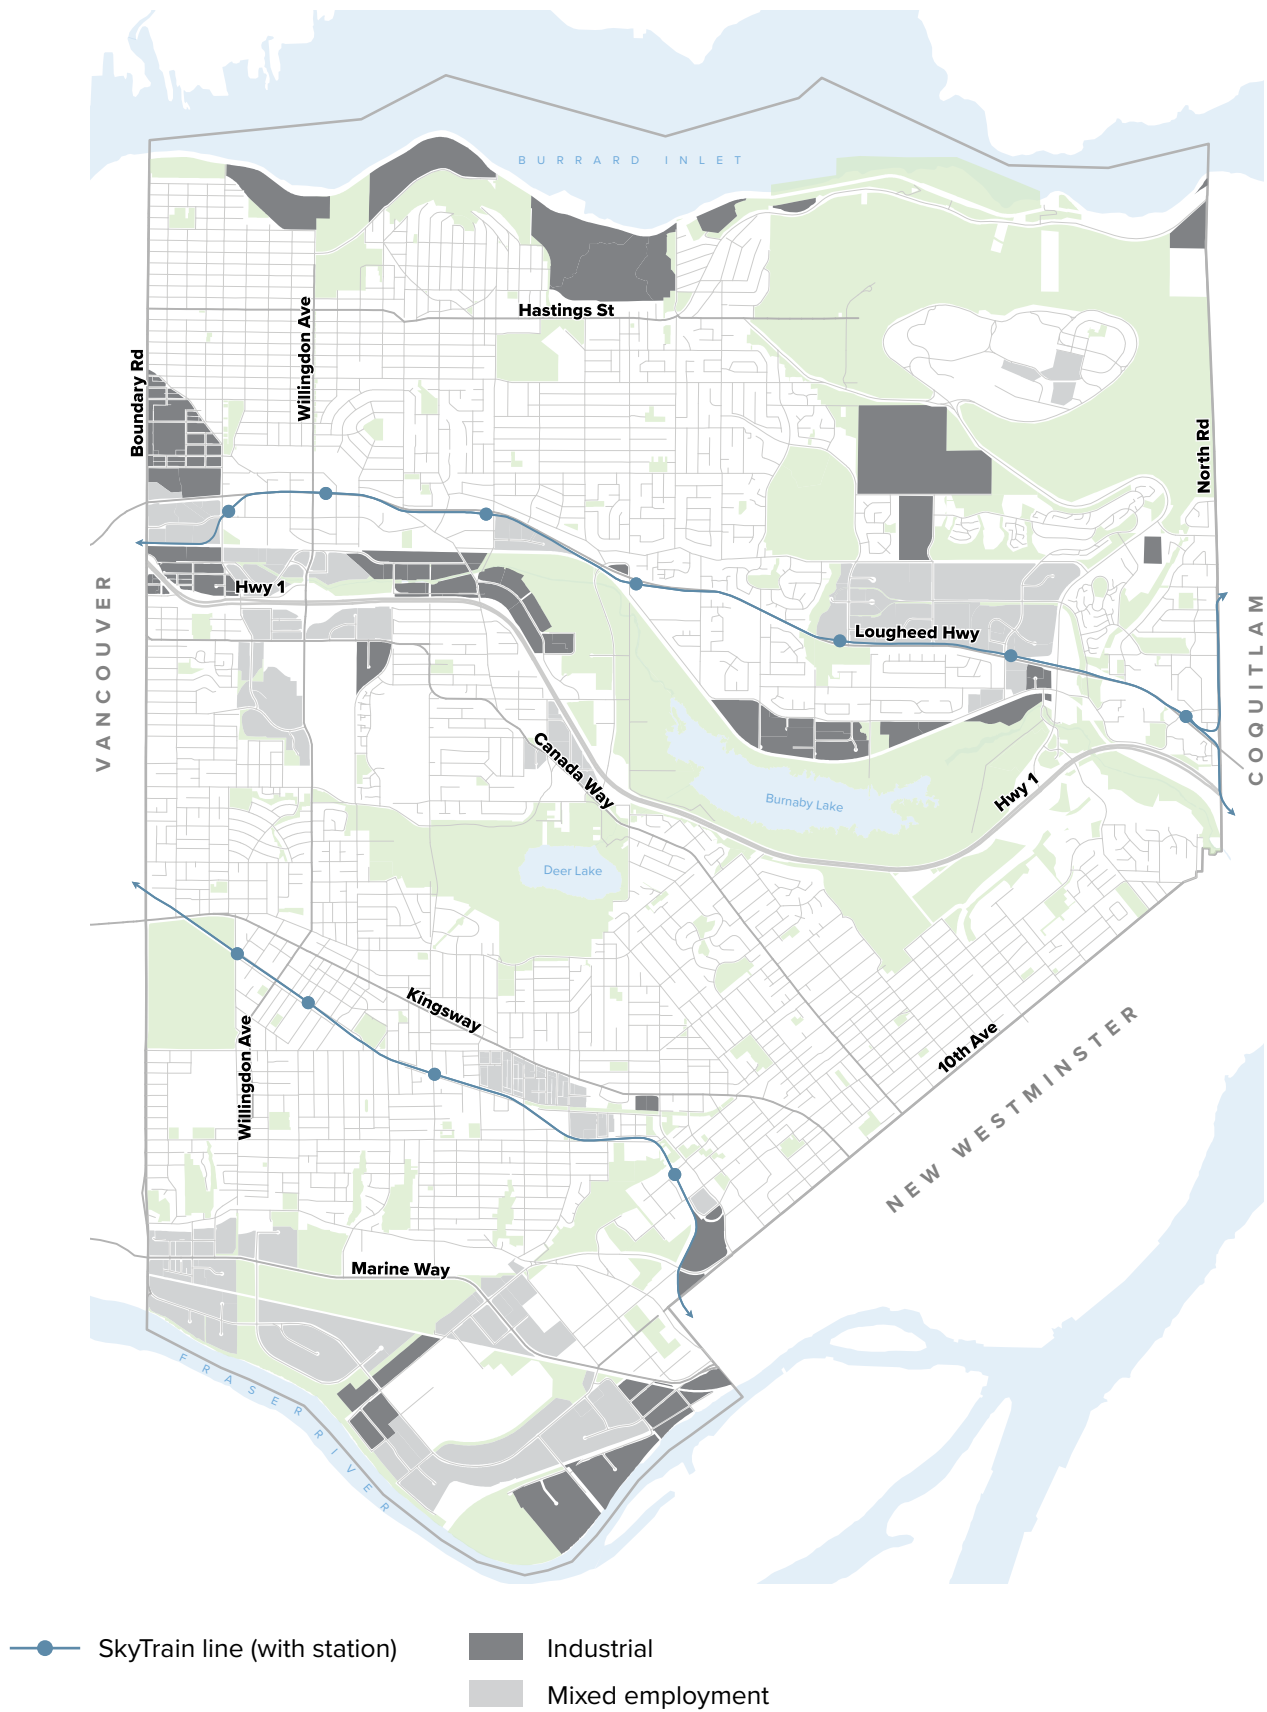 BURRARD INLET
Hastings St
Willingdon Ave
Boundary Rd
North Rd
Hwy 1
VANCOUVER
COQUITLAM
Lougheed Hwy
Canada Way
Burnaby Lake
Hwy 1
Deer Lake
Kingsway
Willingdon Ave
10th Ave
NEW WESTMINSTER
Marine Way
FRASER RIVER
SkyTrain line (with station)
Industrial
Mixed employment